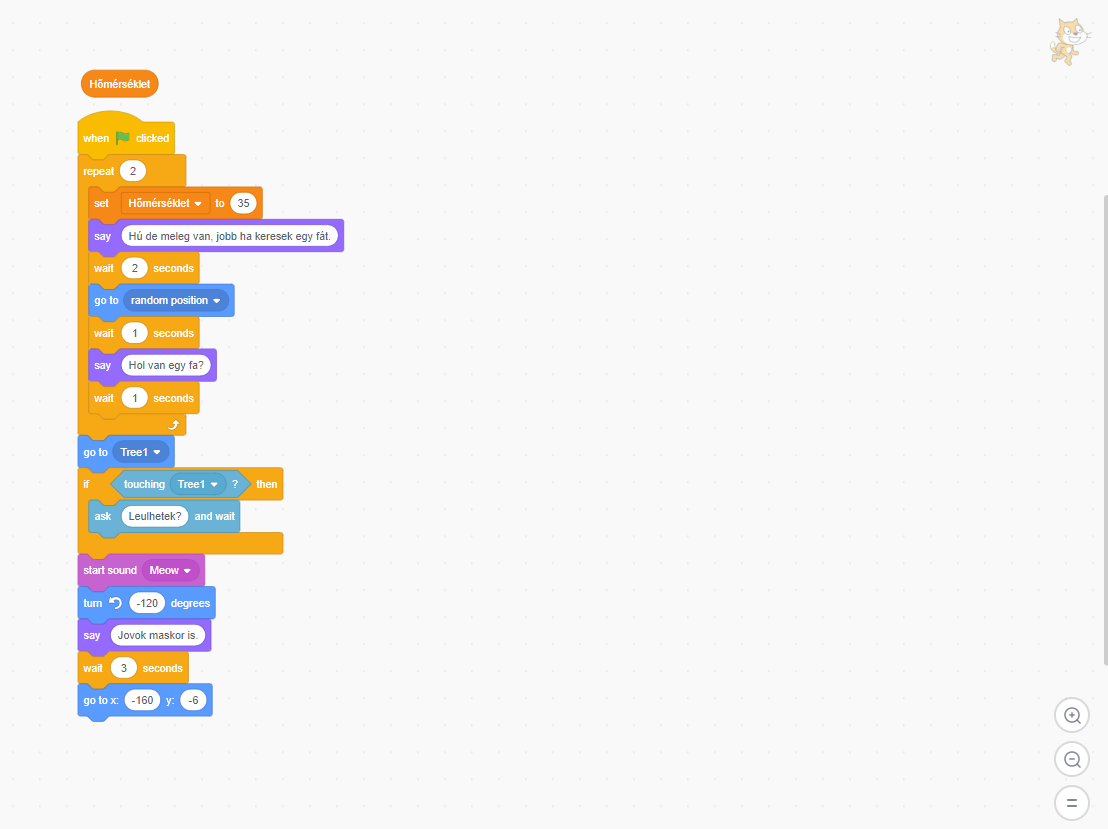 Hõmérséklet
when clicked
repeat 2
set Hõmérséklet to 35
say Hú de meleg van, jobb ha keresek egy fát.
wait 2 seconds
go to random position
wait 1 seconds
say Hol van egy fa?
wait 1 seconds
go to Tree1
if touching Tree1 ? then
ask Leulhetek? and wait
start sound Meow
turn -120 degrees
say Jovok maskor is.
wait 3 seconds
go to x: -160 y: -6